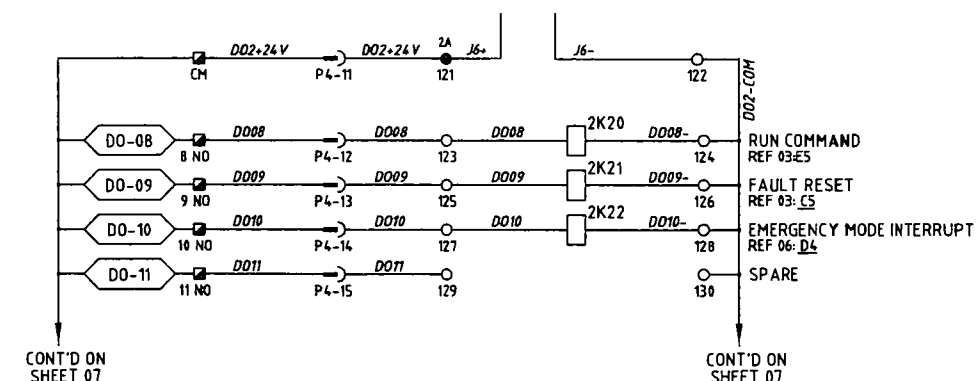 DO2+24V DO2+24V 2A J6+ J6-
CM P4-11 121 122
DO2-COM
DO-08 DO08 DO08 DO08 2K20 DO08- RUN COMMAND
8 NO P4-12 123 124 REF 03:E5
DO-09 DO09 DO09 DO09 2K21 DO09- FAULT RESET
9 NO P4-13 125 126 REF 03: C5
DO-10 DO10 DO10 DO10 2K22 DO10- EMERGENCY MODE INTERRUPT
10 NO P4-14 127 128 REF 06: D4
DO-11 DO11 DO11 SPARE
11 NO P4-15 129 130
CONT'D ON CONT'D ON
SHEET 07 SHEET 07